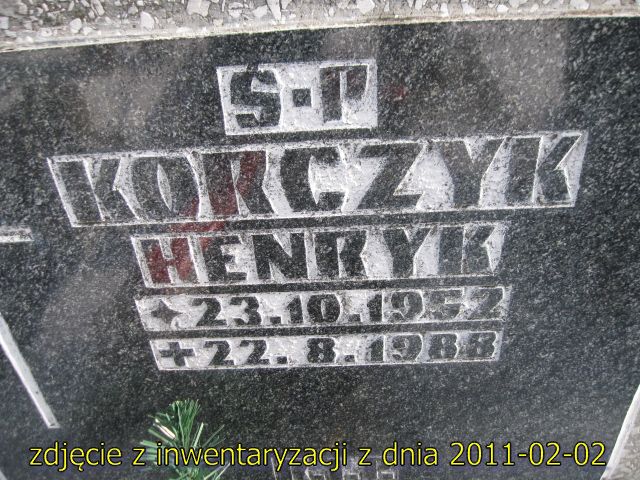 Ś-P
KORCZYK
HENRYK
✦23.10.1952
+22.8.1988
zdjęcie z inwentaryzacji z dnia 2011-02-02